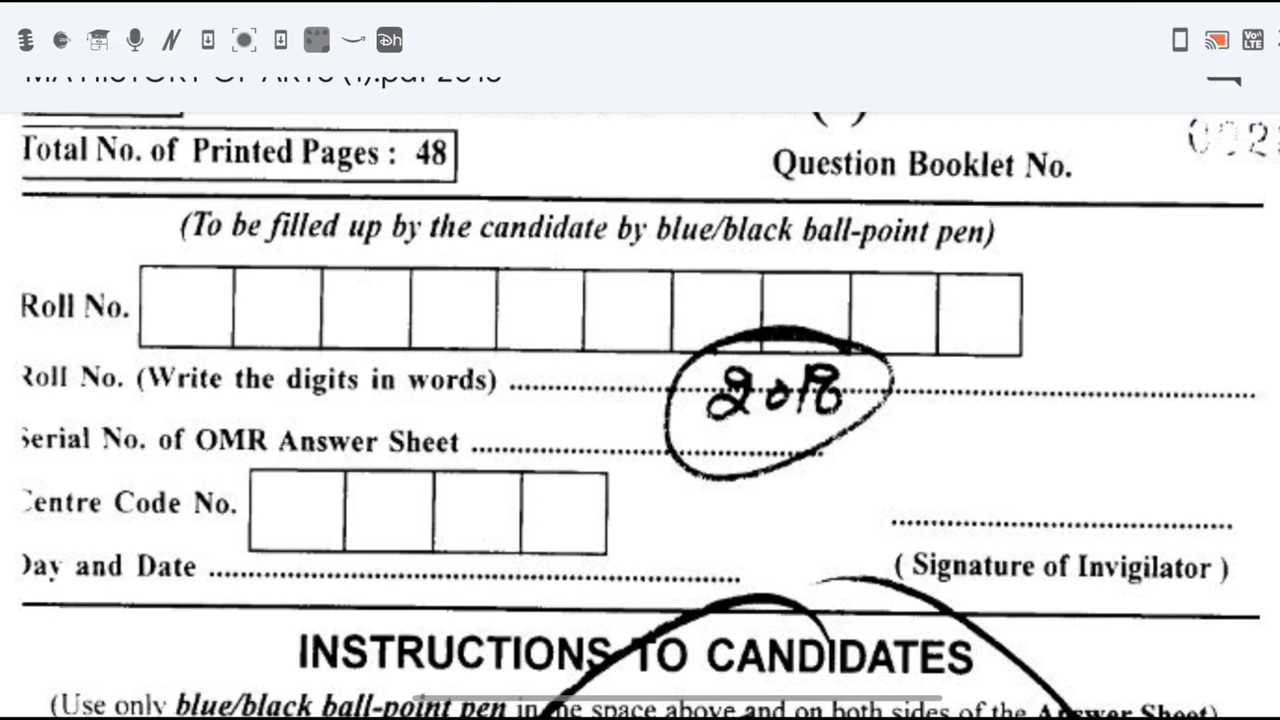 Total No. of Printed Pages : 48
Question Booklet No.
(To be filled up by the candidate by blue/black ball-point pen)
Roll No.
Roll No. (Write the digits in words)
2018
Serial No. of OMR Answer Sheet
Centre Code No.
Day and Date
( Signature of Invigilator )
INSTRUCTIONS TO CANDIDATES
(Use only blue/black ball-point pen in the space above and on both sides of the Answer Sheet)